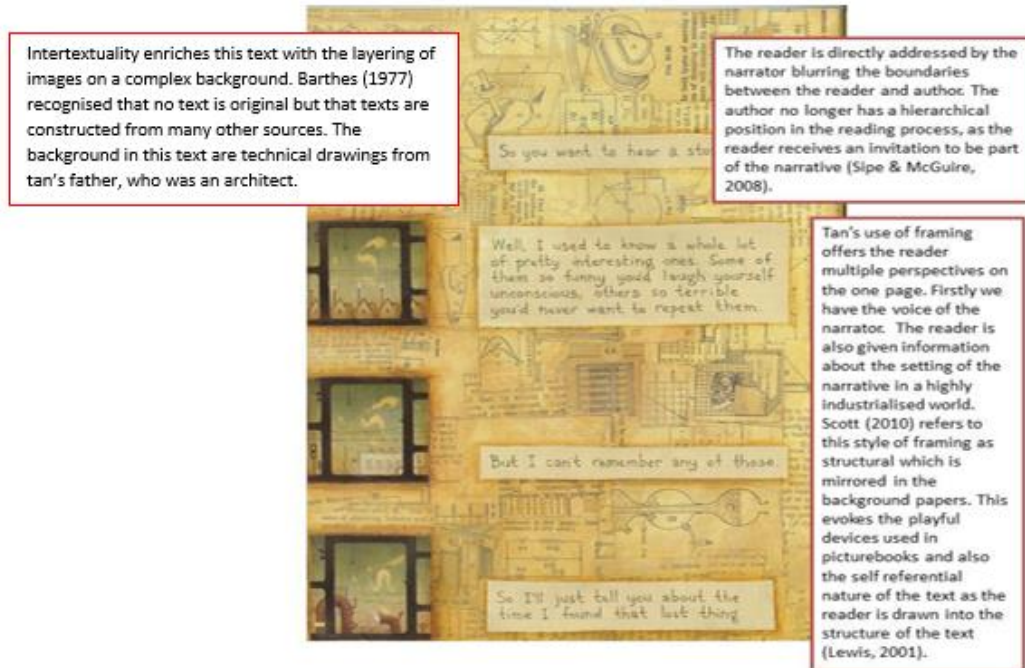 Intertextuality enriches this text with the layering of
images on a complex background. Barthes (1977)
recognised that no text is original but that texts are
constructed from many other sources. The
background in this text are technical drawings from
tan's father, who was an architect.
The reader is directly addressed by the
narrator blurring the boundaries
between the reader and author. The
author no longer has a hierarchical
position in the reading process, as the
reader receives an invitation to be part
of the narrative (Sipe & McGuire,
2008).
So you want to hear a sto
Well, I used to know a whole lot
of pretty interesting ones. Some of
them so funny you'd laugh yourself
unconscious, others so terrible
you'd never want to repeat them.
But I can't remember any of those.
So I'll just tell you about the
time I found that lost thing
Tan's use of framing
offers the reader
multiple perspectives on
the one page. Firstly we
have the voice of the
narrator. The reader is
also given information
about the setting of the
narrative in a highly
industrialised world.
Scott (2010) refers to
this style of framing as
structural which is
mirrored in the
background papers. This
evokes the playful
devices used in
picturebooks and also
the self referential
nature of the text as the
reader is drawn into the
structure of the text
(Lewis, 2001).